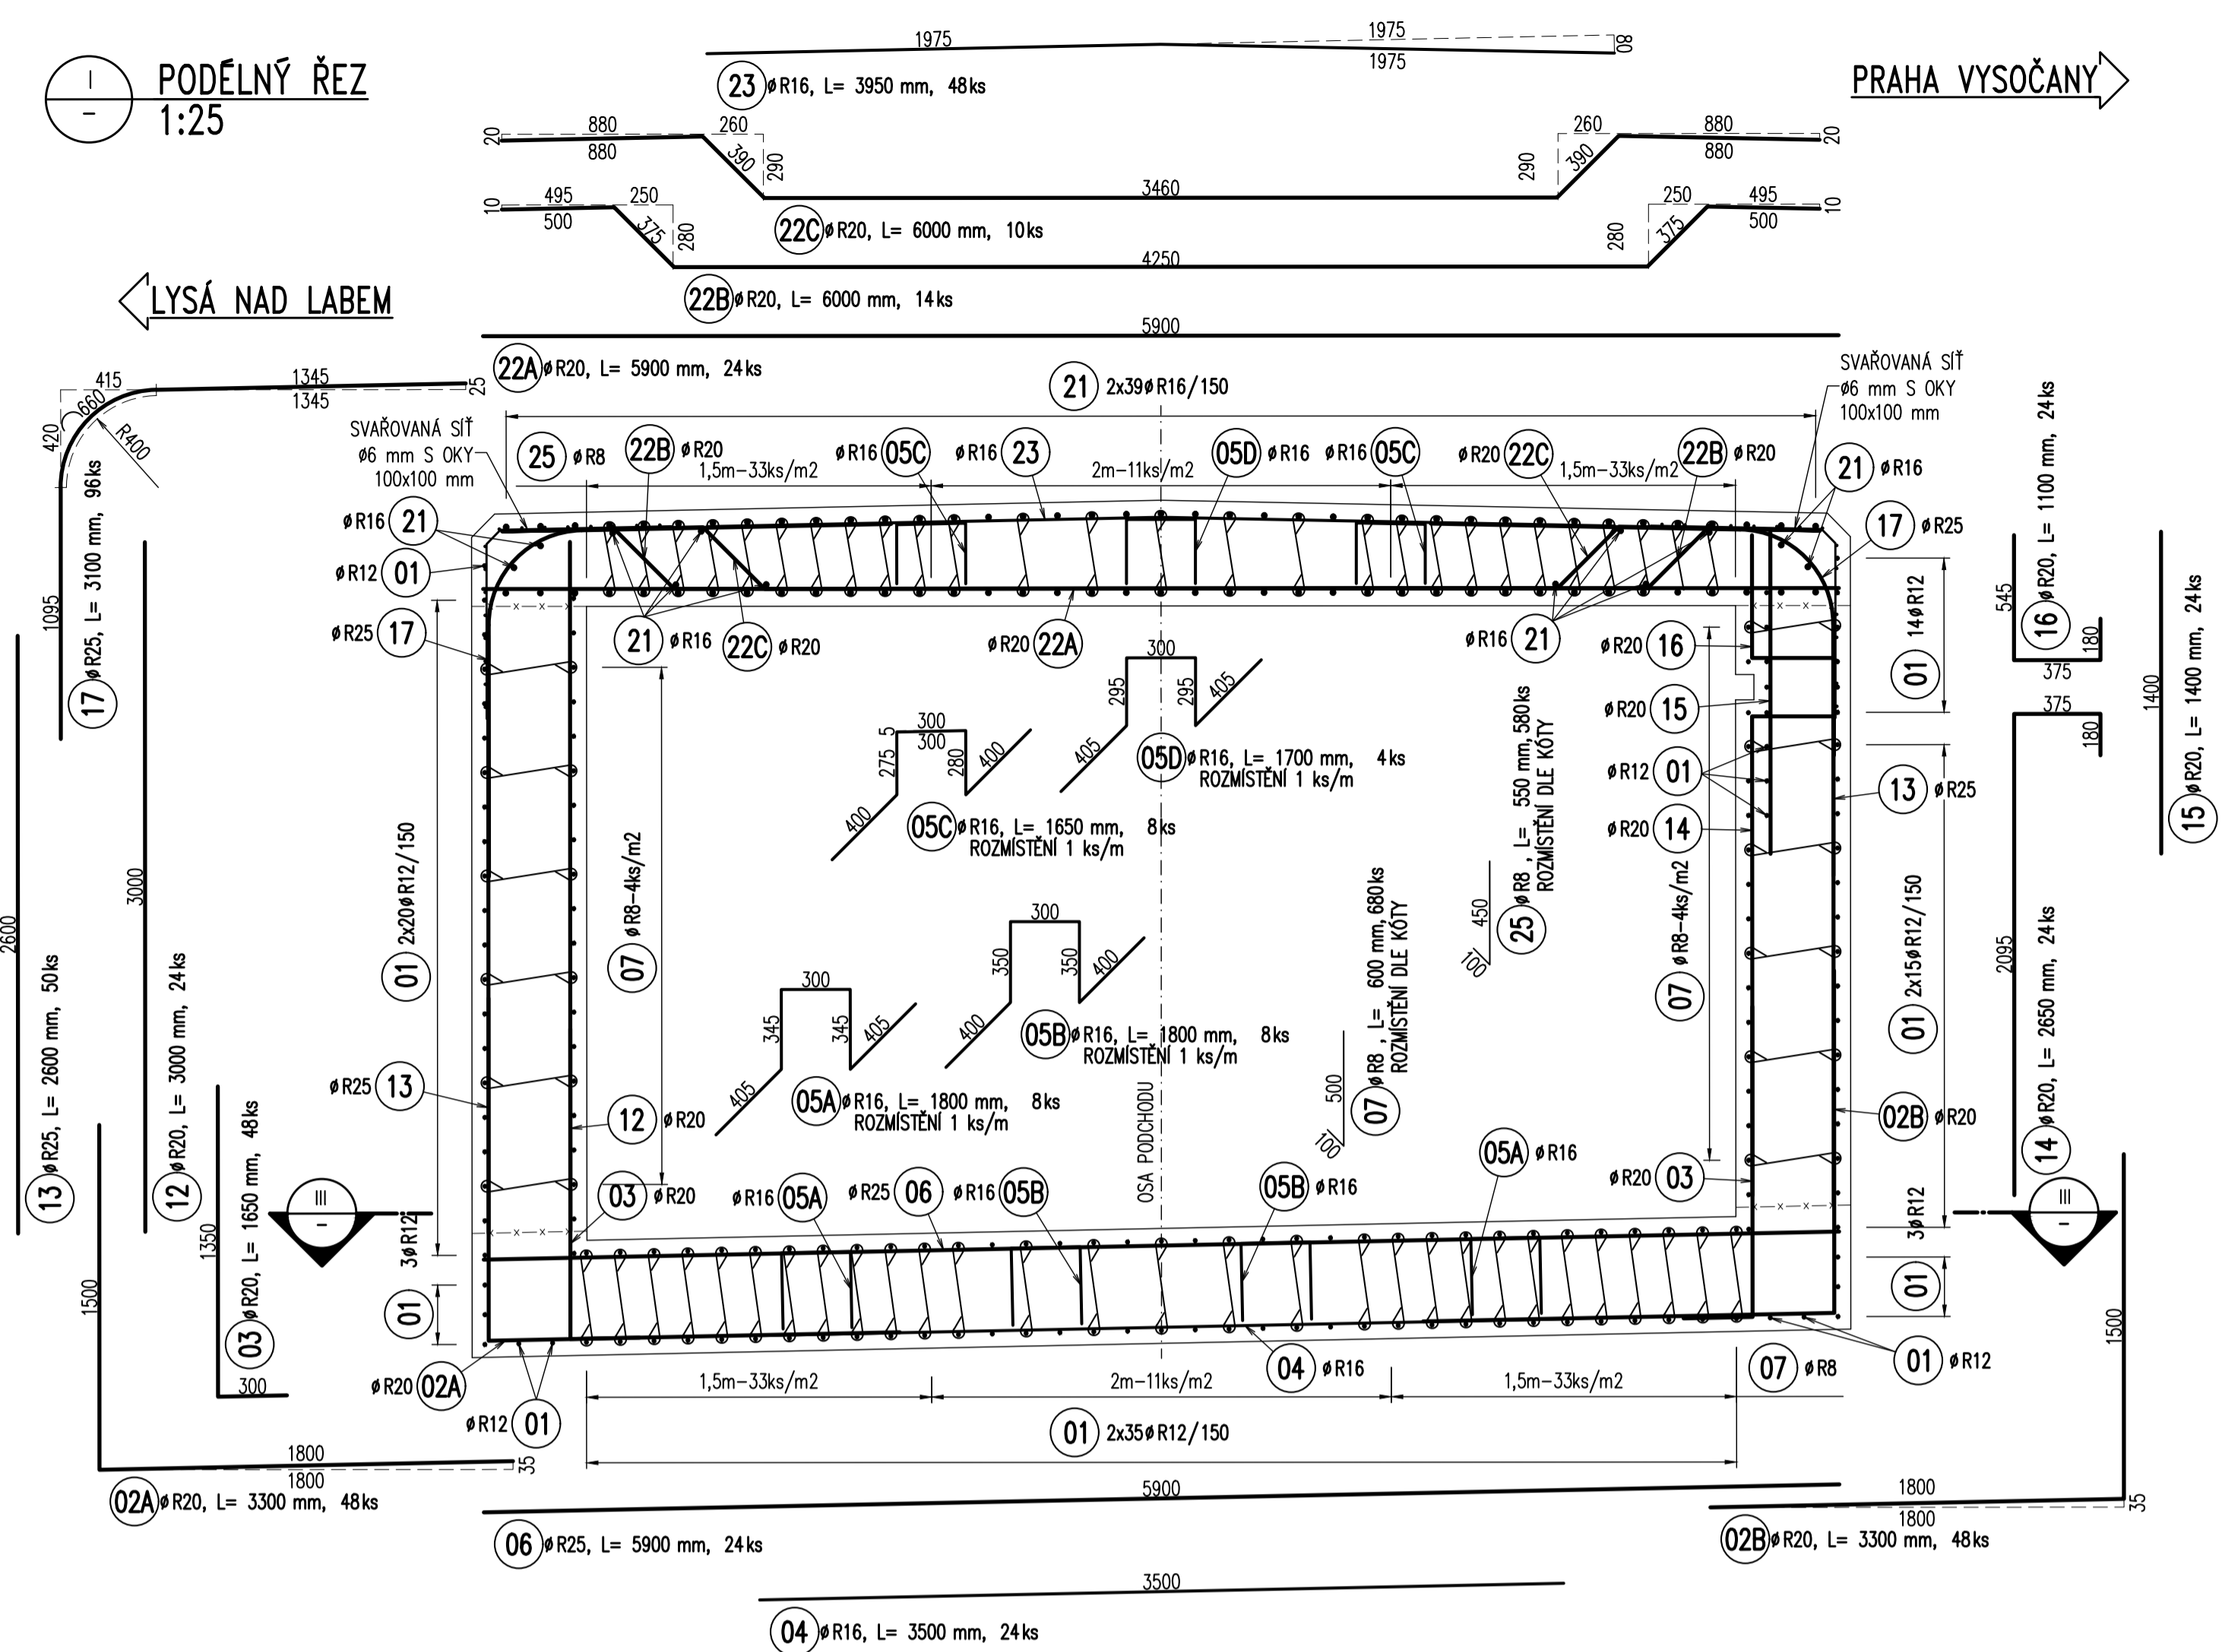 I
–
PODÉLNÝ ŘEZ
1:25
1975
1975
1975
80
23 øR16, L= 3950 mm, 48ks
PRAHA VYSOČANY
20
880
260
880
390
290
3460
290
390
260
880
880
20
22C øR20, L= 6000 mm, 10ks
10
495
250
500
375
280
4250
280
375
250
495
500
10
22B øR20, L= 6000 mm, 14ks
LYSÁ NAD LABEM
5900
22A øR20, L= 5900 mm, 24ks
21 2x39øR16/150
415
1345
1345
25
660
420
R400
1095
17 øR25, L= 3100 mm, 96ks
SVAŘOVANÁ SÍŤ
ø6 mm S OKY
100x100 mm
SVAŘOVANÁ SÍŤ
ø6 mm S OKY
100x100 mm
25 øR8
22B øR20
øR16 05C
øR16 23
05D øR16
øR16 05C
øR20 22C
22B øR20
21 øR16
1,5m-33ks/m2
2m-11ks/m2
1,5m-33ks/m2
øR16 21
17 øR25
øR12 01
øR25 17
21 øR16
22C øR20
øR20 22A
øR16 21
øR20 16
øR20 15
øR12 01
øR20 14
13 øR25
01 14øR12
545
375
180
16 øR20, L= 1100 mm, 24ks
1400
15 øR20, L= 1400 mm, 24ks
375
180
2095
14 øR20, L= 2650 mm, 24ks
300
295
295
405
405
05D øR16, L= 1700 mm, 4ks
ROZMÍSTĚNÍ 1 ks/m
300
300
275
5
280
400
400
05C øR16, L= 1650 mm, 8ks
ROZMÍSTĚNÍ 1 ks/m
300
350
350
400
400
05B øR16, L= 1800 mm, 8ks
ROZMÍSTĚNÍ 1 ks/m
300
345
345
405
405
05A øR16, L= 1800 mm, 8ks
ROZMÍSTĚNÍ 1 ks/m
450
100
25 øR8 , L= 550 mm, 580ks
ROZMÍSTĚNÍ DLE KÓTY
500
100
07 øR8 , L= 600 mm, 680ks
ROZMÍSTĚNÍ DLE KÓTY
OSA PODCHODU
01 2x20øR12/150
07 øR8-4ks/m2
07 øR8-4ks/m2
01 2x15øR12/150
2600
13 øR25, L= 2600 mm, 50ks
3000
12 øR20, L= 3000 mm, 24ks
1350
300
03 øR20, L= 1650 mm, 48ks
øR25 13
12 øR20
03 øR20
øR16 05A
øR25 06
øR16 05B
05B øR16
05A øR16
02B øR20
øR20 03
III
–
III
–
01 3øR12
01 3øR12
øR20 02A
øR12 01
04 øR16
07 øR8
01 øR12
1,5m-33ks/m2
2m-11ks/m2
1,5m-33ks/m2
01 2x35øR12/150
1500
1800
1800
35
02A øR20, L= 3300 mm, 48ks
5900
06 øR25, L= 5900 mm, 24ks
1500
1800
1800
35
02B øR20, L= 3300 mm, 48ks
3500
04 øR16, L= 3500 mm, 24ks